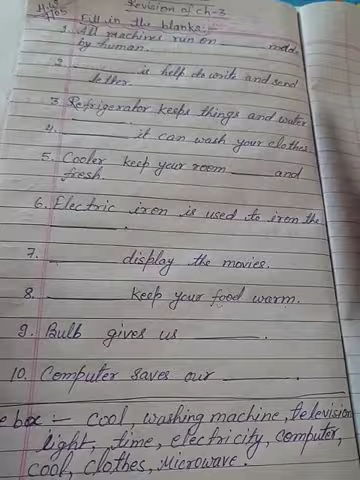 Revision of ch-3
Fill in the blanks:-
1. All machines run on ______ made
by human.
2. ______ is help to write and send
letter.
3. Refrigerator keeps things and water
______.
4. ______ it can wash your clothes
5. Cooler keep your room ______ and
fresh.
6. Electric iron is used to iron the
______.
7. ______ display the movies.
8. ______ keep your food warm.
9. Bulb gives us ______.
10. Computer saves our ______.
box :- Cool, washing machine, television
light, time, electricity, computer,
cool, clothes, Microwave.